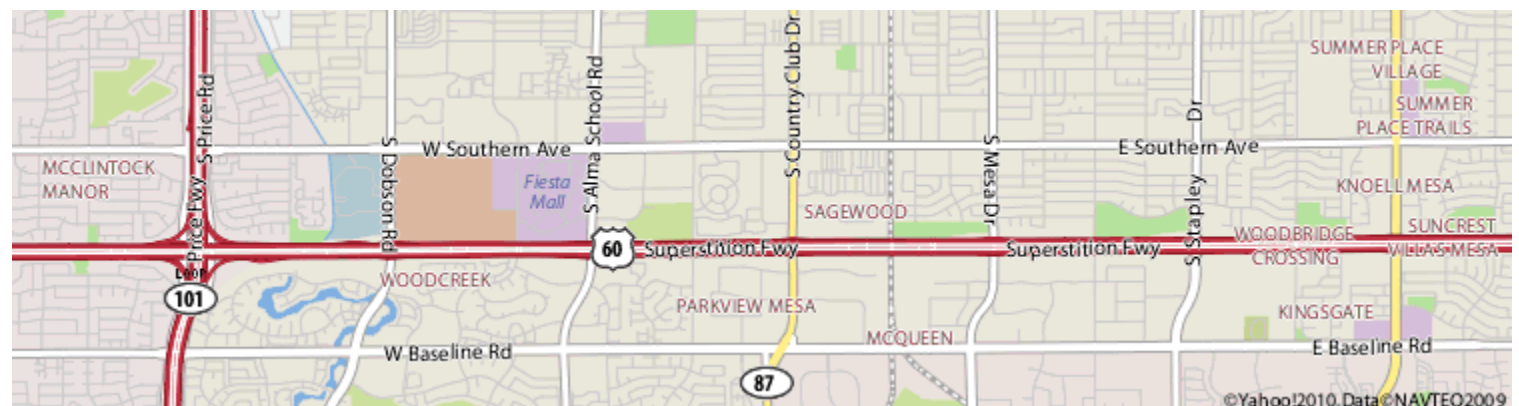 SUMMERPLACE
VILLAGE
SUMMER
PLACE TRAILS
S Price Rd
S Alma School Rd
S Country Club Dr
W Southern Ave
E Southern Ave
MCCLINTOCK
MANOR
S Dobson Rd
Fiesta
Mall
S Mesa Dr
S Stapley Dr
KNOELL MESA
Price Fwy
SAGEWOOD
SUNCREST
VILLAS MESA
WOODBRIDGE
CROSSING
60
Superstition Fwy
Superstition Fwy
Loop
101
WOODCREEK
PARKVIEW MESA
KINGSGATE
MCQUEEN
W Baseline Rd
E Baseline Rd
87
©Yahoo!2010, Data©NAVTEQ2009